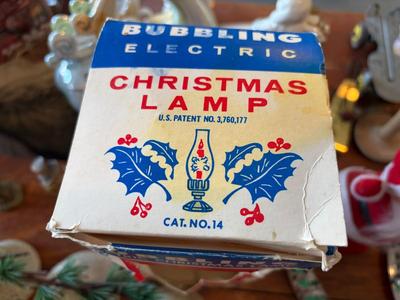 BUBBLING
ELECTRIC
CHRISTMAS
LAMP
U.S. PATENT NO. 3,760,177
CAT. NO. 14